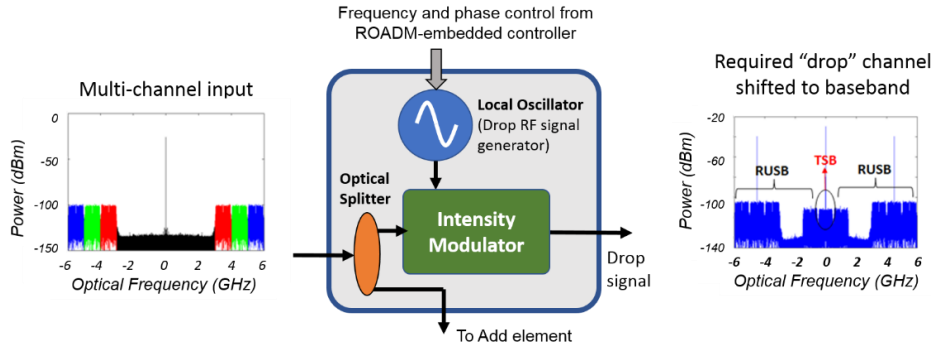 Frequency and phase control from
ROADM-embedded controller
Multi-channel input
0
-50
-100
-150
Power (dBm)
-6 -4 -2 0 2 4 6
Optical Frequency (GHz)
Local Oscillator
(Drop RF signal
generator)
Optical
Splitter
Intensity
Modulator
Drop
signal
To Add element
Required “drop” channel
shifted to baseband
-20
-60
-100
-140
Power (dBm)
RUSB
TSB
RUSB
-6 -4 -2 0 2 4 6
Optical Frequency (GHz)